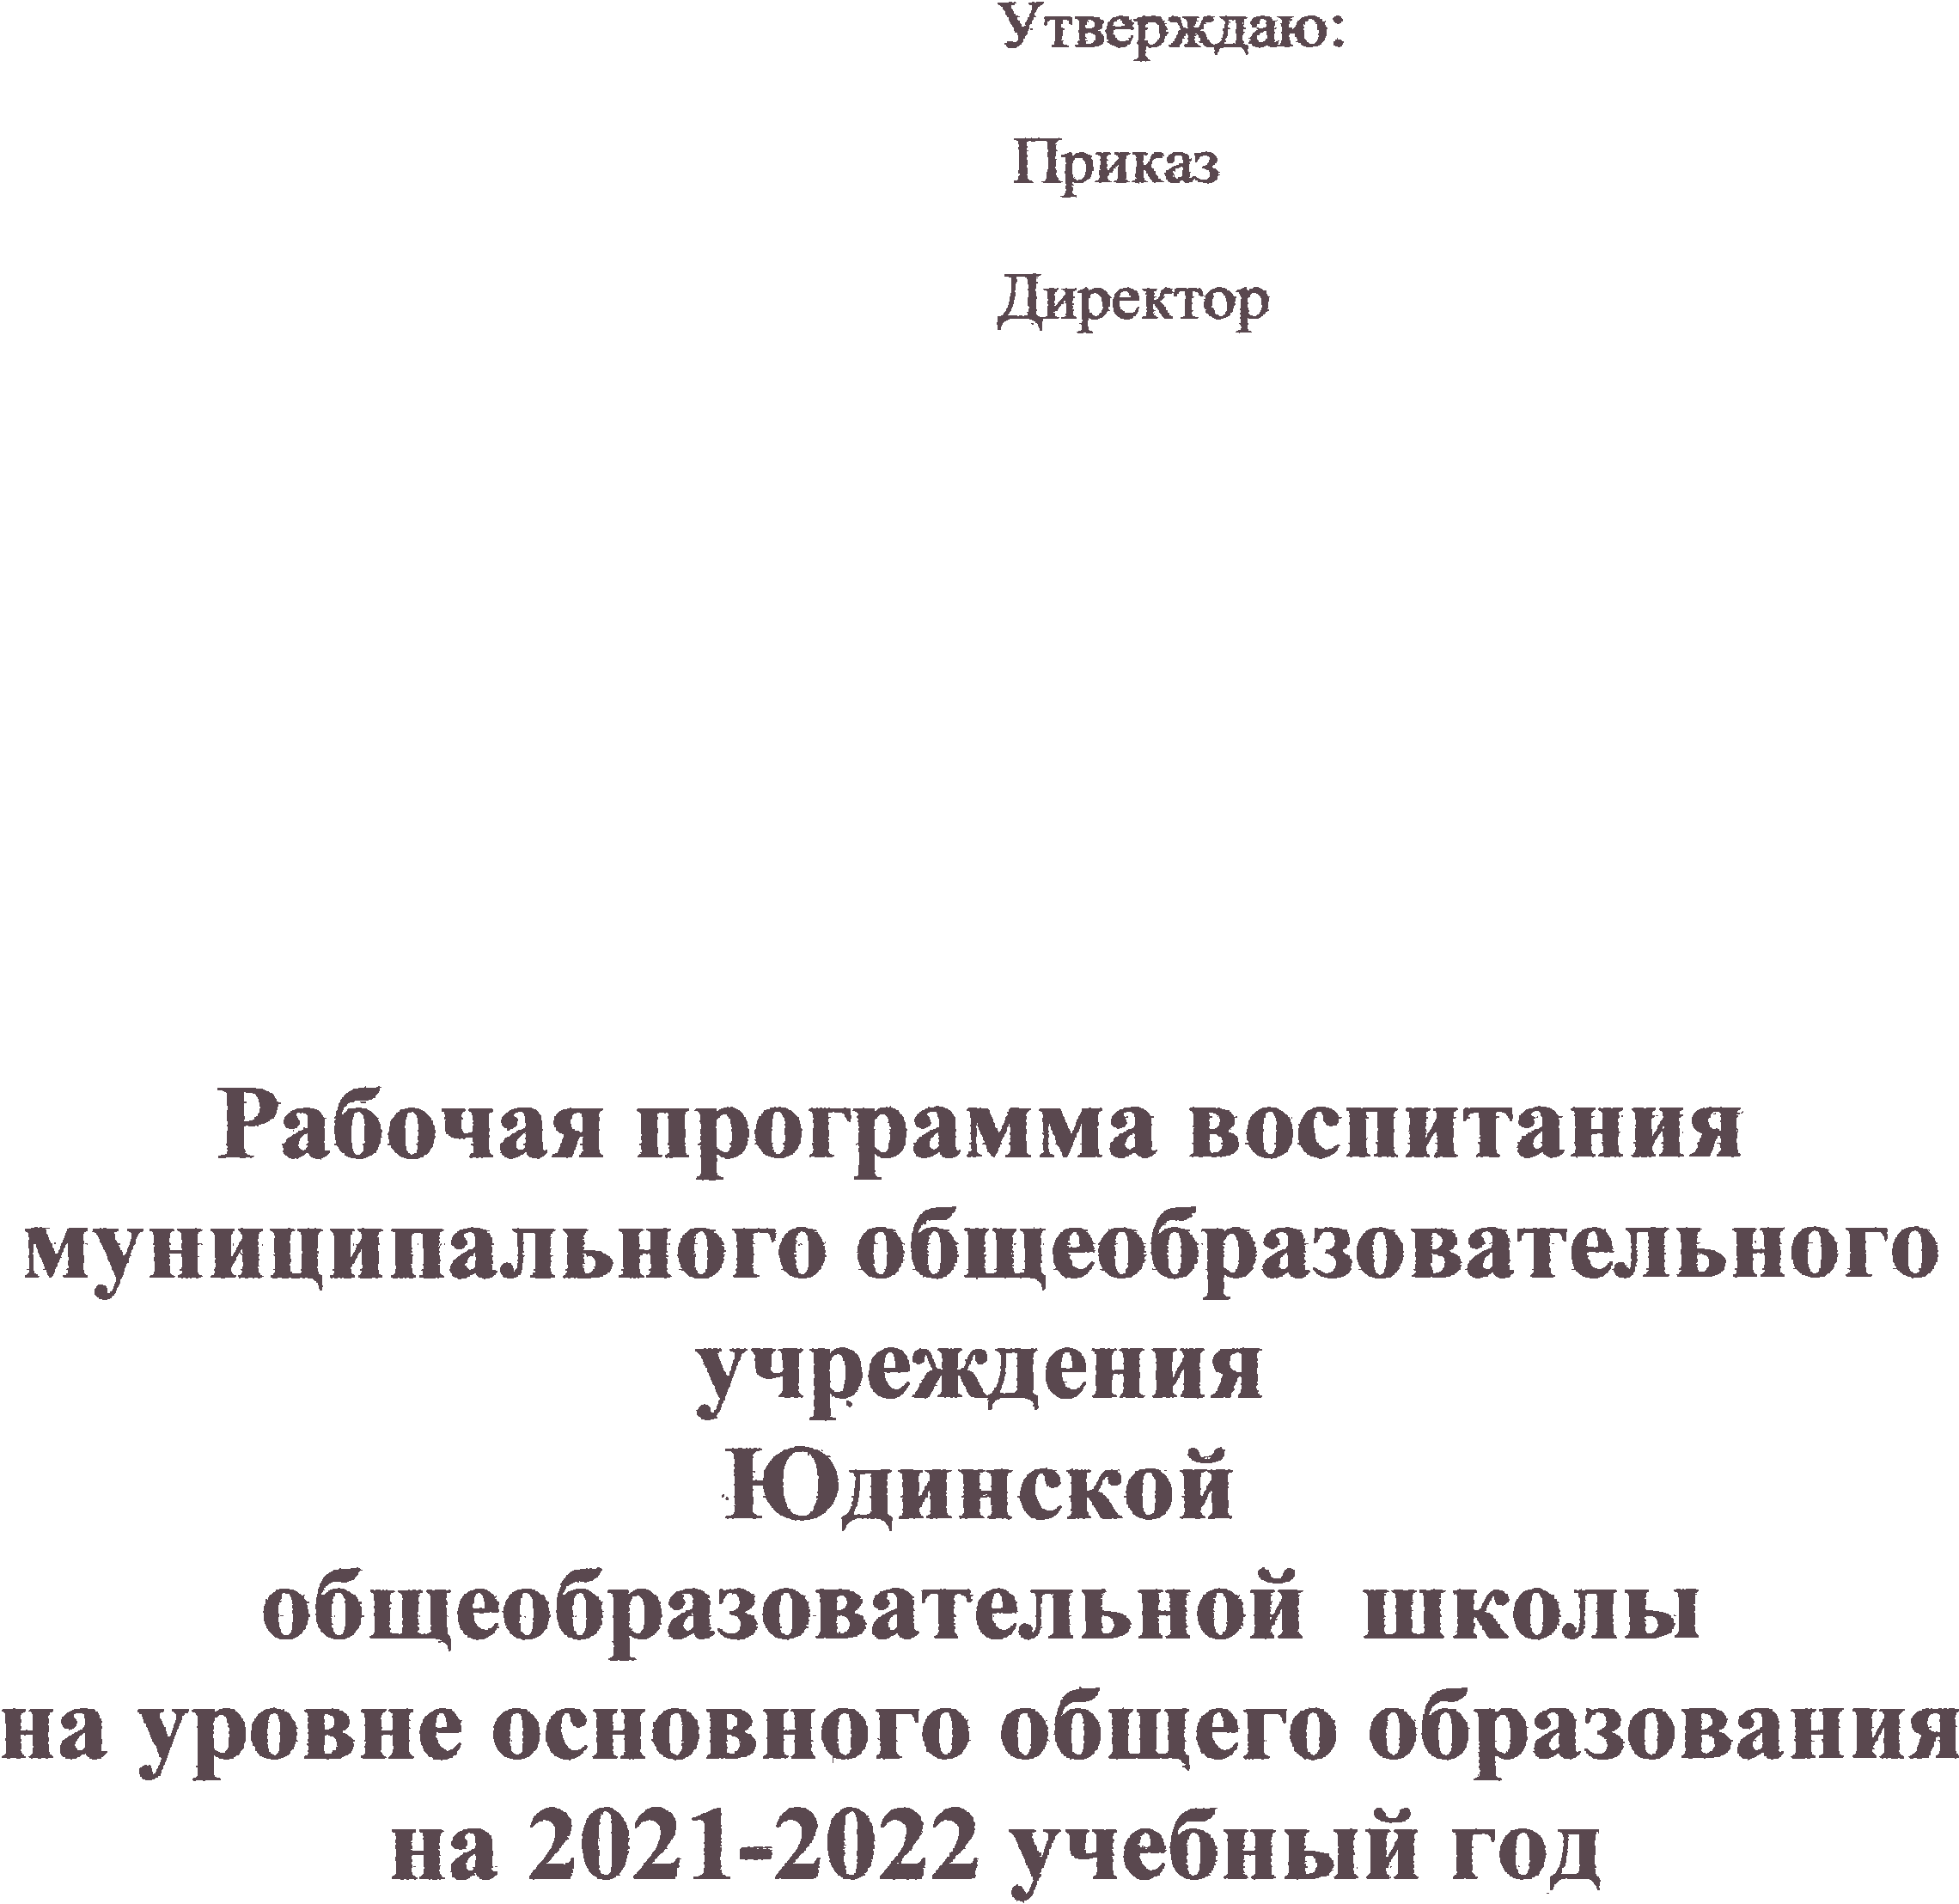 Утверждаю:
Приказ
Директор
Рабочая программа воспитания
муниципального общеобразовательного
учреждения
Юдинской
общеобразовательной школы
на уровне основного общего образования
на 2021-2022 учебный год